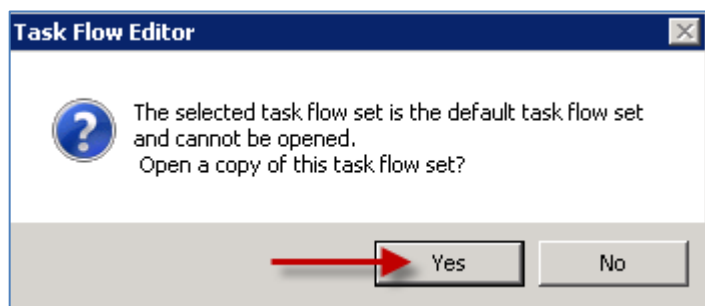 Task Flow Editor
The selected task flow set is the default task flow set
and cannot be opened.
Open a copy of this task flow set?
Yes No